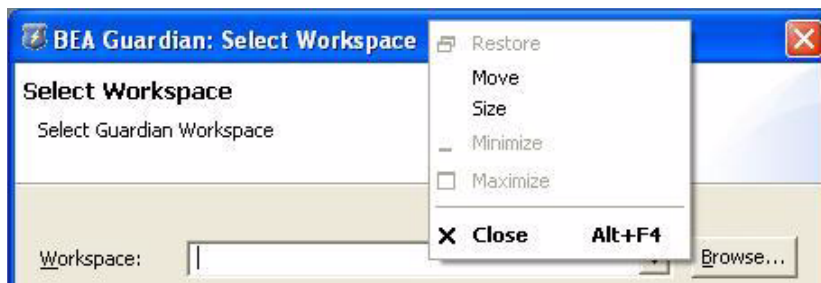 BEA Guardian: Select Workspace
Select Workspace
Select Guardian Workspace
Restore
Move
Size
Minimize
Maximize
Close Alt+F4
Workspace: Browse...